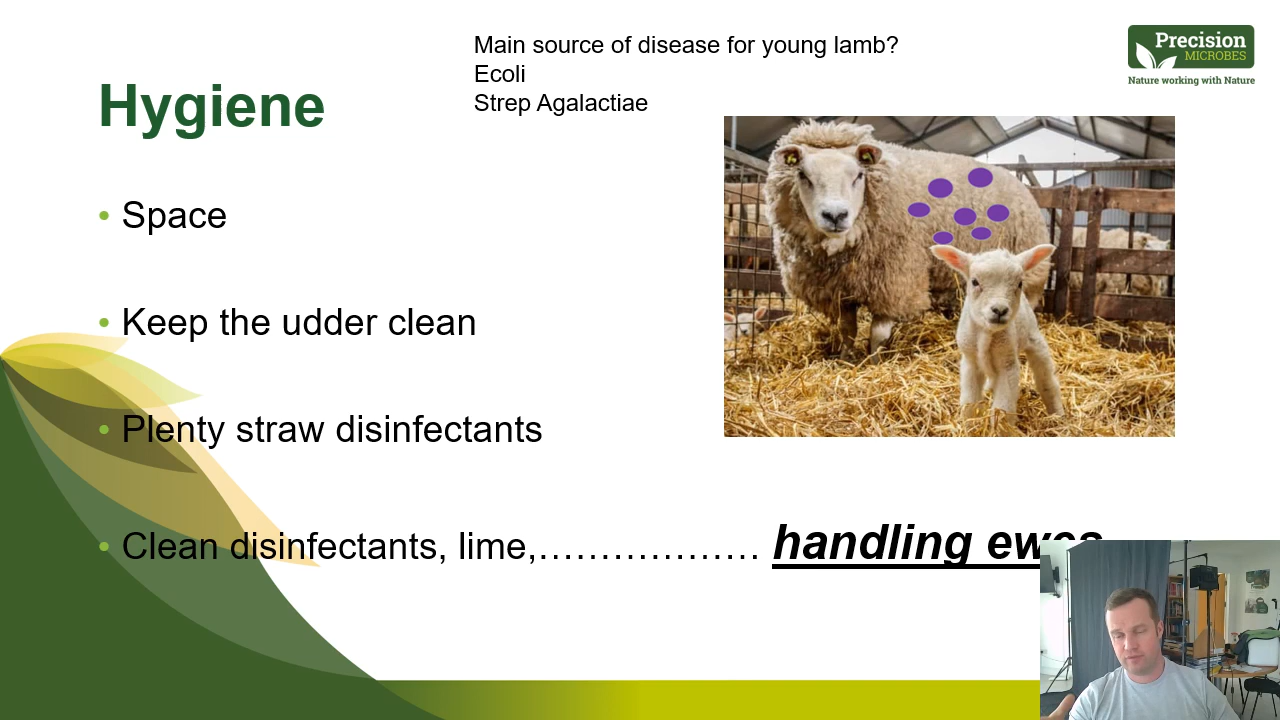 Main source of disease for young lamb?
Ecoli
Strep Agalactiae
Precision
MICROBES
Nature working with Nature
Hygiene
• Space
• Keep the udder clean
• Plenty straw disinfectants
• Clean disinfectants, lime,……………… handling ewes